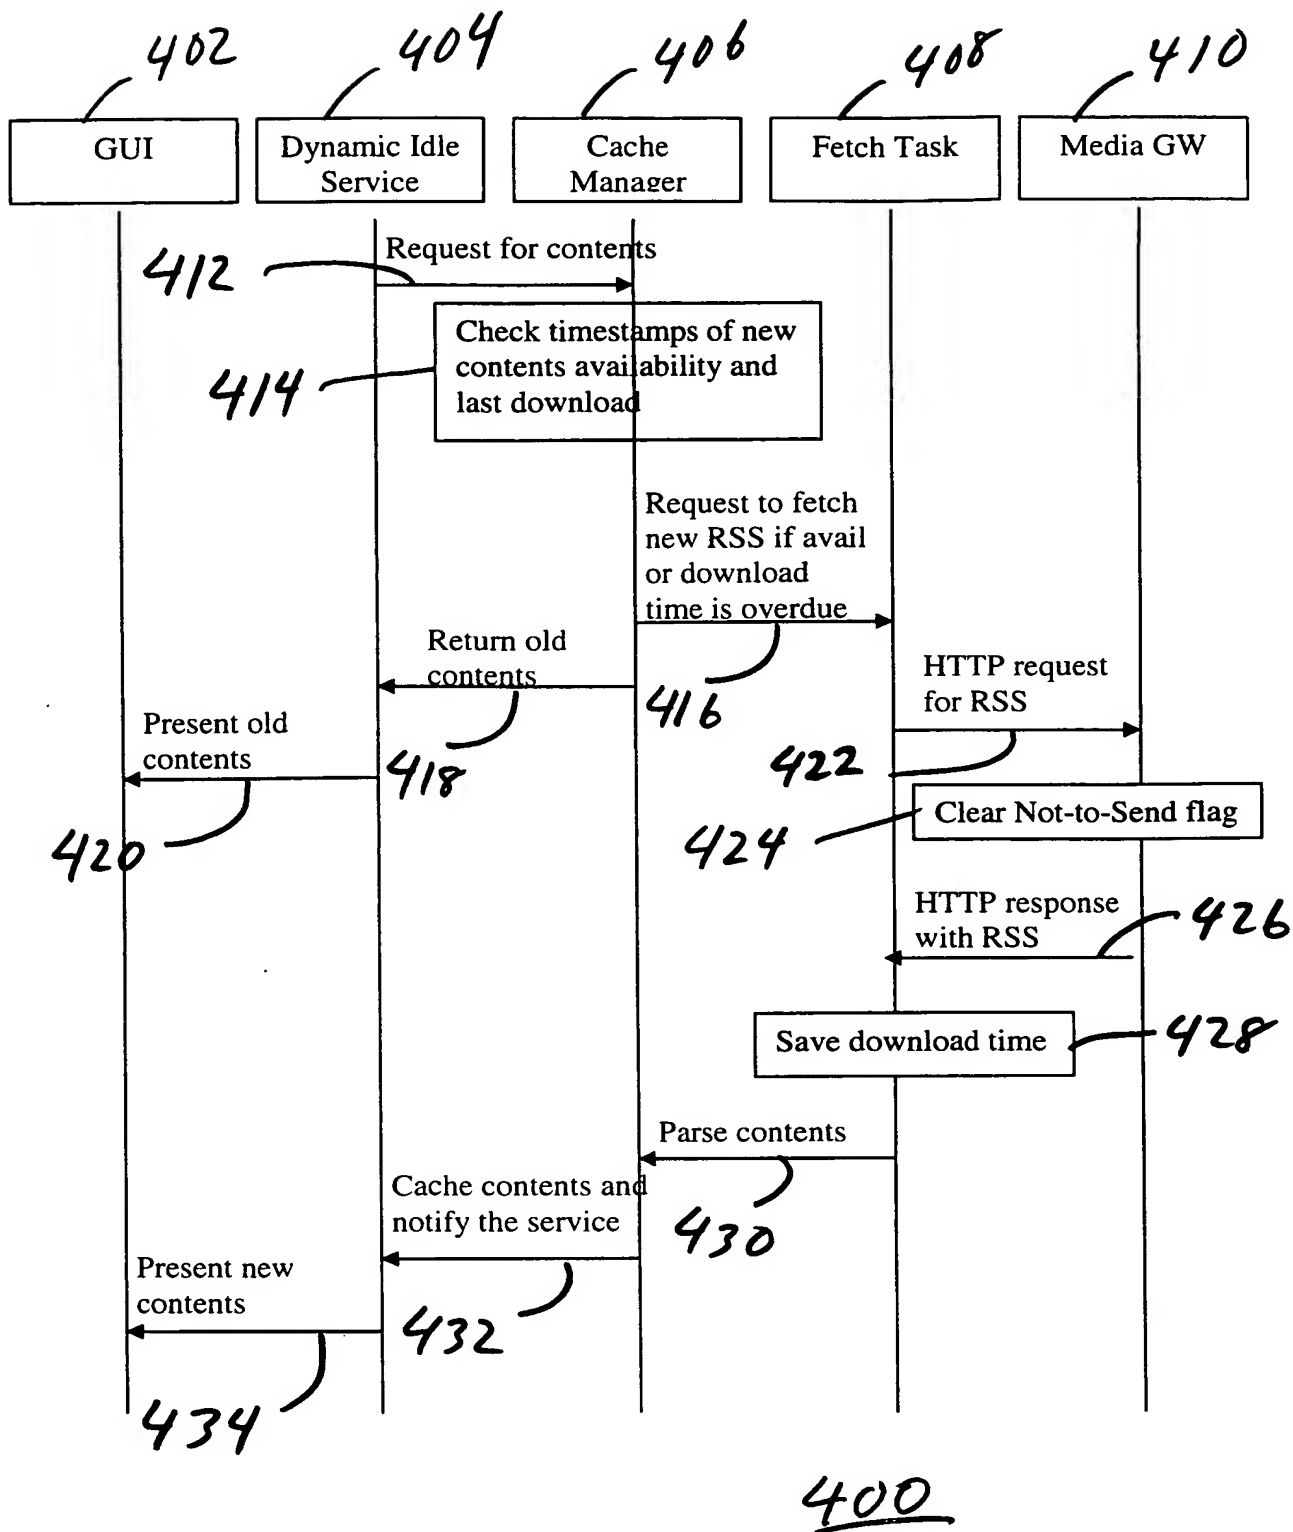 402
404
406
408
410
GUI
Dynamic Idle
Service
Cache
Manager
Fetch Task
Media GW
Request for contents
412
Check timestamps of new
contents availability and
last download
414
Request to fetch
new RSS if avail
or download
time is overdue
416
Return old
contents
418
Present old
contents
420
HTTP request
for RSS
422
Clear Not-to-Send flag
424
HTTP response
with RSS
426
Save download time
428
Parse contents
430
Cache contents and
notify the service
432
Present new
contents
434
400